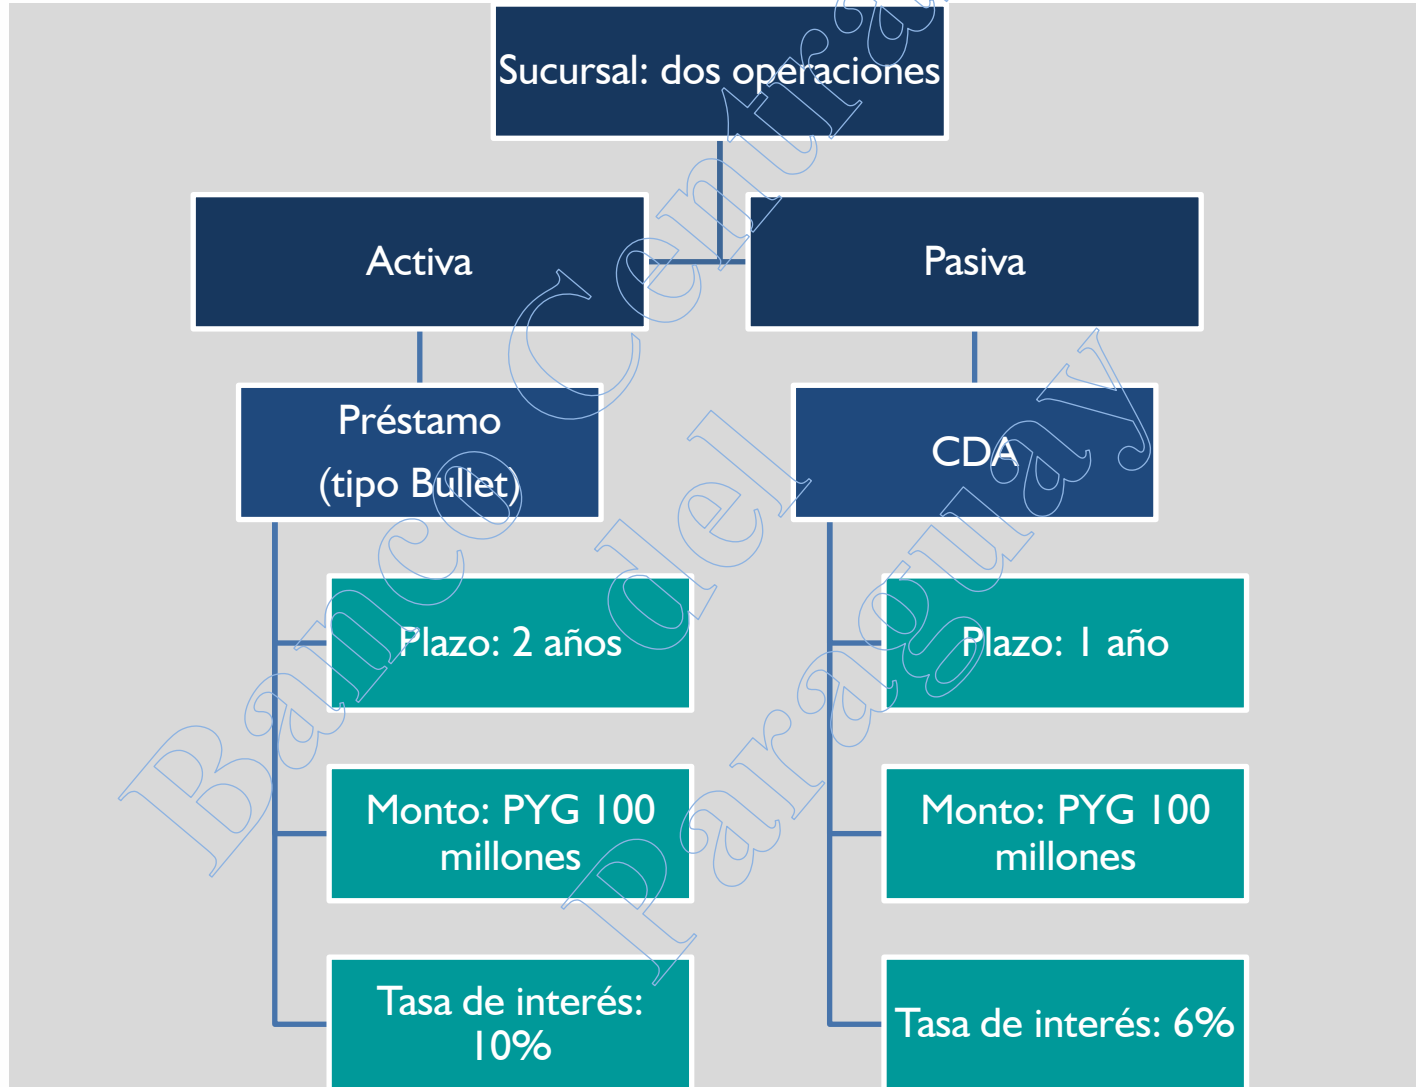 Sucursal: dos operaciones
Activa
Pasiva
Préstamo
(tipo Bullet)
CDA
Plazo: 2 años
Plazo: 1 año
Monto: PYG 100
millones
Monto: PYG 100
millones
Tasa de interés:
10%
Tasa de interés: 6%
Banco Central
del
Paraguay